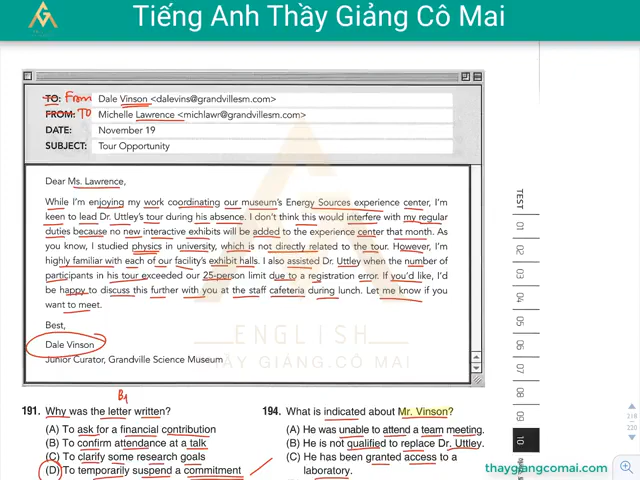 Tiếng Anh Thầy Giảng Cô Mai
TO: From Dale Vinson <dalevins@grandvillesm.com>
FROM: TO Michelle Lawrence <michlawr@grandvillesm.com>
DATE: November 19
SUBJECT: Tour Opportunity
Dear Ms. Lawrence,
While I'm enjoying my work coordinating our museum's Energy Sources experience center, I'm
keen to lead Dr. Uttley's tour during his absence. I don't think this would interfere with my regular
duties because no new interactive exhibits will be added to the experience center that month. As
you know, I studied physics in university, which is not directly related to the tour. However, I'm
highly familiar with each of our facility's exhibit halls. I also assisted Dr. Uttley when the number of
participants in his tour exceeded our 25-person limit due to a registration error. If you'd like, I'd
be happy to discuss this further with you at the staff cafeteria during lunch. Let me know if you
want to meet.
Best,
Dale Vinson
Junior Curator, Grandville Science Museum
ENGLISH
THẦY GIẢNG.CÔ MAI
By
191. Why was the letter written?
(A) To ask for a financial contribution
(B) To confirm attendance at a talk
(C) To clarify some research goals
(D) To temporarily suspend a commitment
194. What is indicated about Mr. Vinson?
(A) He was unable to attend a team meeting.
(B) He is not qualified to replace Dr. Uttley.
(C) He has been granted access to a
laboratory.
TEST
01
02
03
04
05
06
07
08
09
10
218
220
thaygiangcomai.com